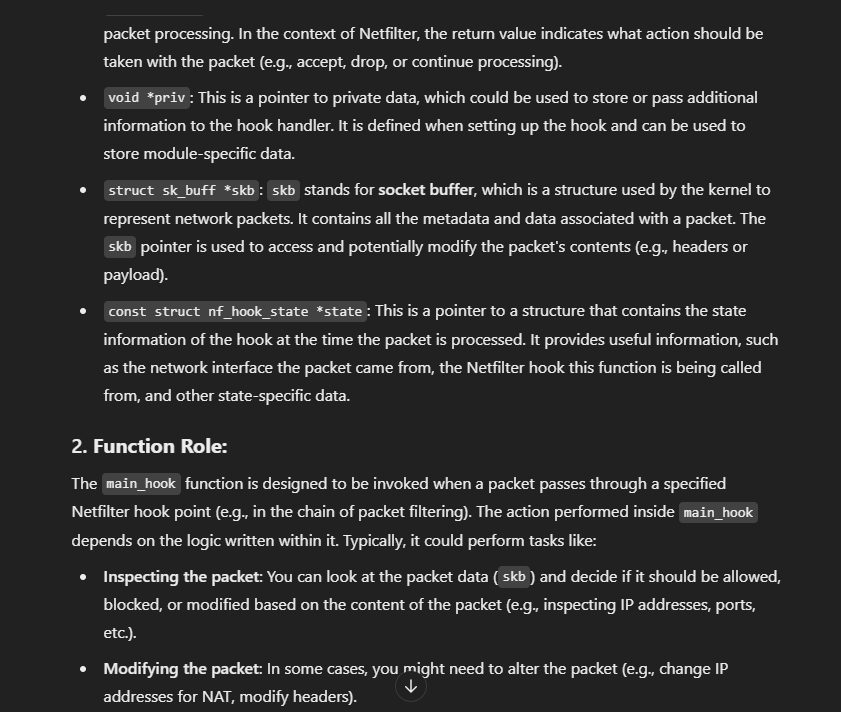 packet processing. In the context of Netfilter, the return value indicates what action should be
taken with the packet (e.g., accept, drop, or continue processing).
• void *priv: This is a pointer to private data, which could be used to store or pass additional
information to the hook handler. It is defined when setting up the hook and can be used to
store module-specific data.
• struct sk_buff *skb: skb stands for socket buffer, which is a structure used by the kernel to
represent network packets. It contains all the metadata and data associated with a packet. The
skb pointer is used to access and potentially modify the packet's contents (e.g., headers or
payload).
• const struct nf_hook_state *state: This is a pointer to a structure that contains the state
information of the hook at the time the packet is processed. It provides useful information, such
as the network interface the packet came from, the Netfilter hook this function is being called
from, and other state-specific data.
2. Function Role:
The main_hook function is designed to be invoked when a packet passes through a specified
Netfilter hook point (e.g., in the chain of packet filtering). The action performed inside main_hook
depends on the logic written within it. Typically, it could perform tasks like:
• Inspecting the packet: You can look at the packet data (skb) and decide if it should be allowed,
blocked, or modified based on the content of the packet (e.g., inspecting IP addresses, ports,
etc.).
• Modifying the packet: In some cases, you might need to alter the packet (e.g., change IP
addresses for NAT, modify headers).